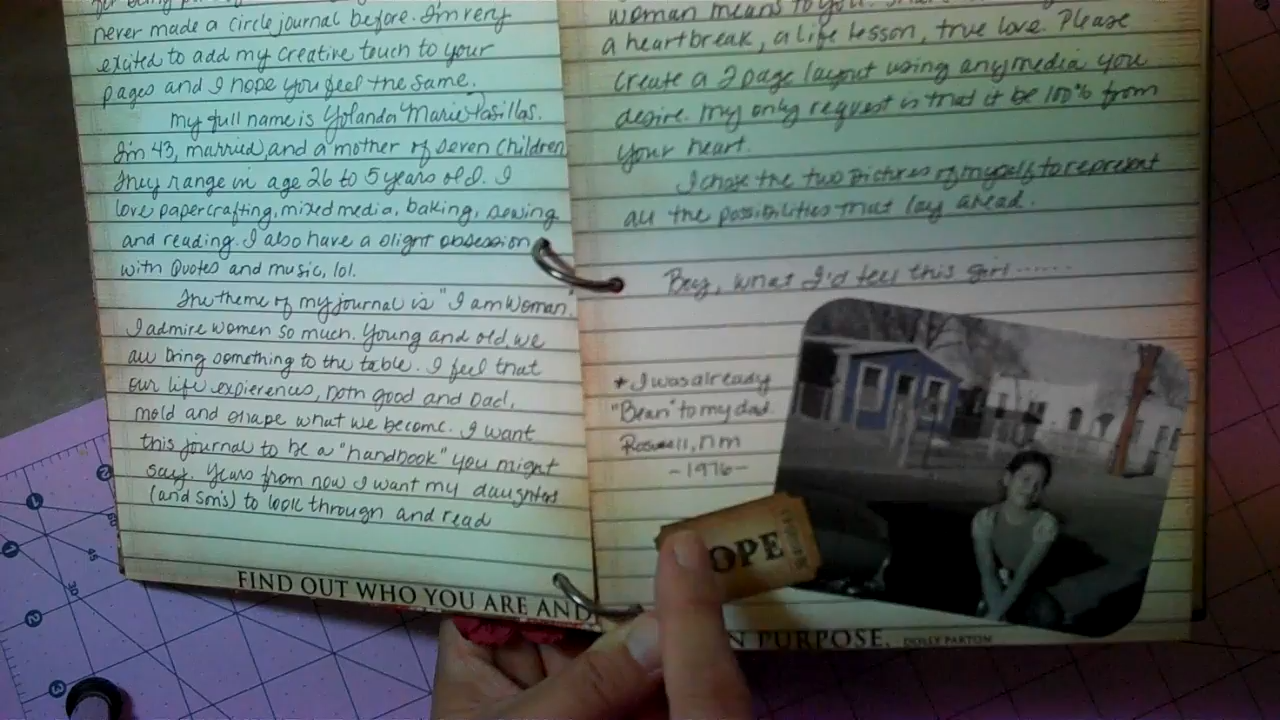 never made a circle journal before. I'm very
excited to add my creative touch to your
pages and I hope you feel the same.
my full name is Yolanda Marie Pasillas.
I'm 43, married, and a mother of seven children
They range in age 26 to 5 years old. I
love papercrafting, mixed media, baking, sewing
and reading. I also have a slight obsession
with Quotes and music, lol.
The theme of my journal is "I am Woman."
I admire women so much. Young and old, we
all bring something to the table. I feel that
our life expierences, both good and bad,
mold and shape what we become. I want
this journal to be a "handbook" you might
say. Years from now I want my daughters
(and sons) to look through and read
FIND OUT WHO YOU ARE AND
woman means to you.
a heartbreak, a life lesson, true love. Please
create a 2 page layout using any media you
desire. My only request is that it be 100% from
your heart.
I chose the two pictures of myself to represent
all the possibilities that lay ahead.
Boy, what I'd tell this girl......
* I was already
"Bean" to my dad.
Roswell, nm
-1976-
OPE
N PURPOSE. DOLLY PARTON